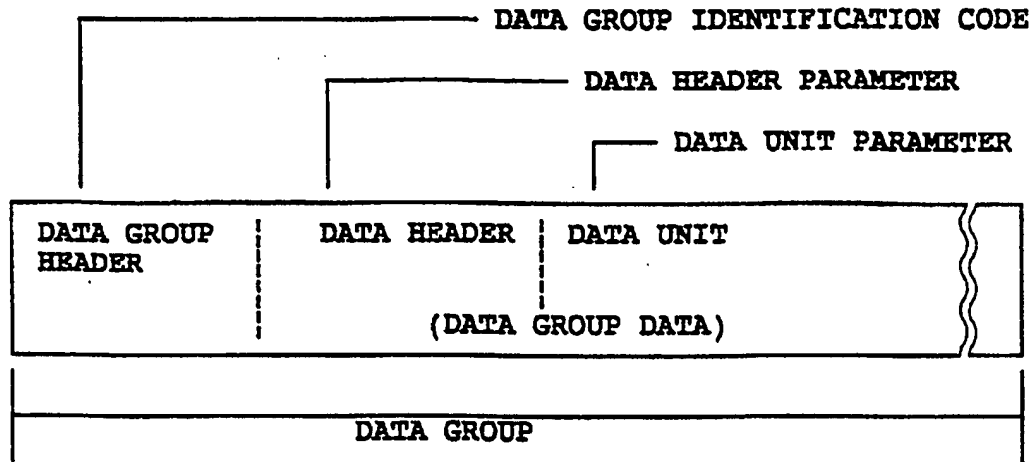 DATA GROUP IDENTIFICATION CODE
DATA HEADER PARAMETER
DATA UNIT PARAMETER
DATA GROUP
HEADER
DATA HEADER
DATA UNIT
(DATA GROUP DATA)
DATA GROUP